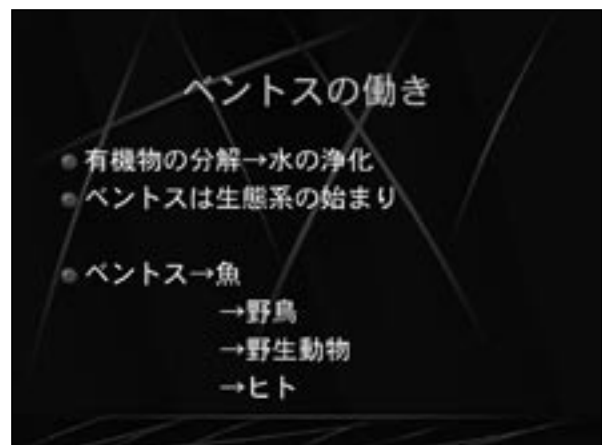 ベントスの働き
有機物の分解→水の浄化
ベントスは生態系の始まり
ベントス→魚
→野鳥
→野生動物
→ヒト